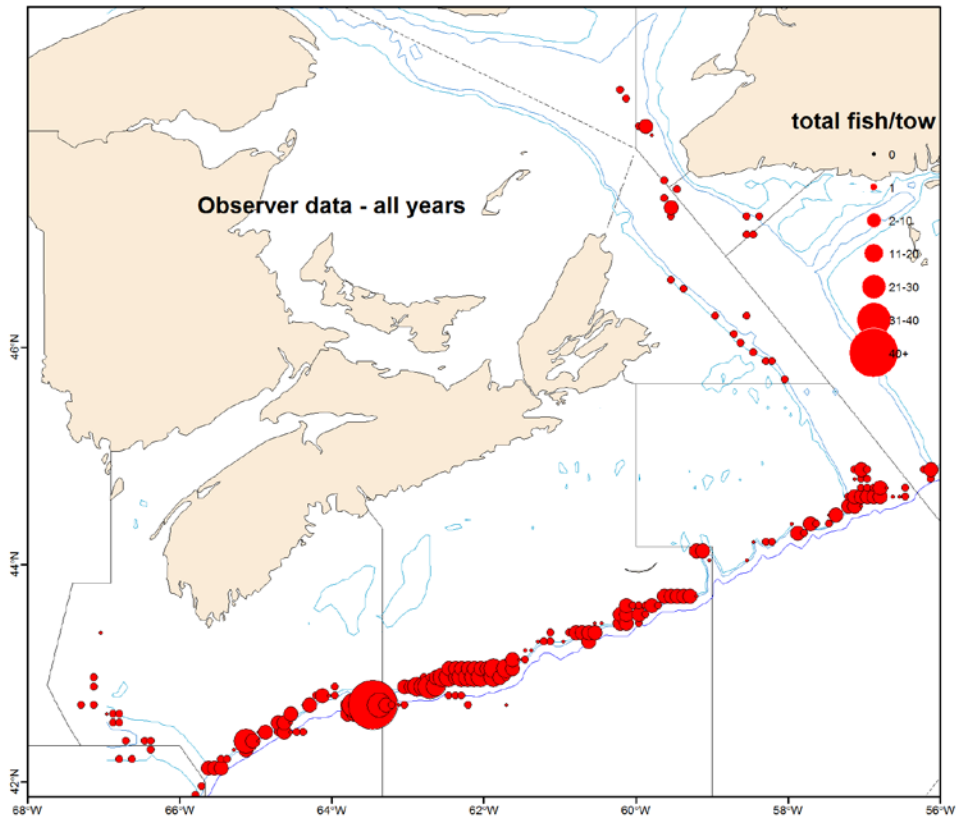 total fish/tow
0
1
2-10
11-20
21-30
31-40
40+
Observer data - all years
46°N
44°N
42°N
68°W
66°W
64°W
62°W
60°W
58°W
56°W